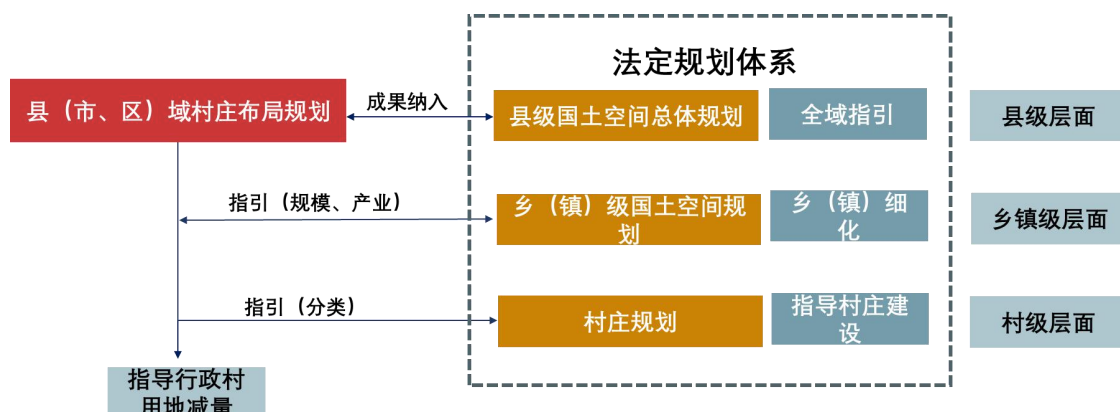 法定规划体系
县（市、区）域村庄布局规划
成果纳入
县级国土空间总体规划
全域指引
县级层面
指引（规模、产业）
乡（镇）级国土空间规
划
乡（镇）细
化
乡镇级层面
指引（分类）
村庄规划
指导村庄建
设
村级层面
指导行政村
用地减量